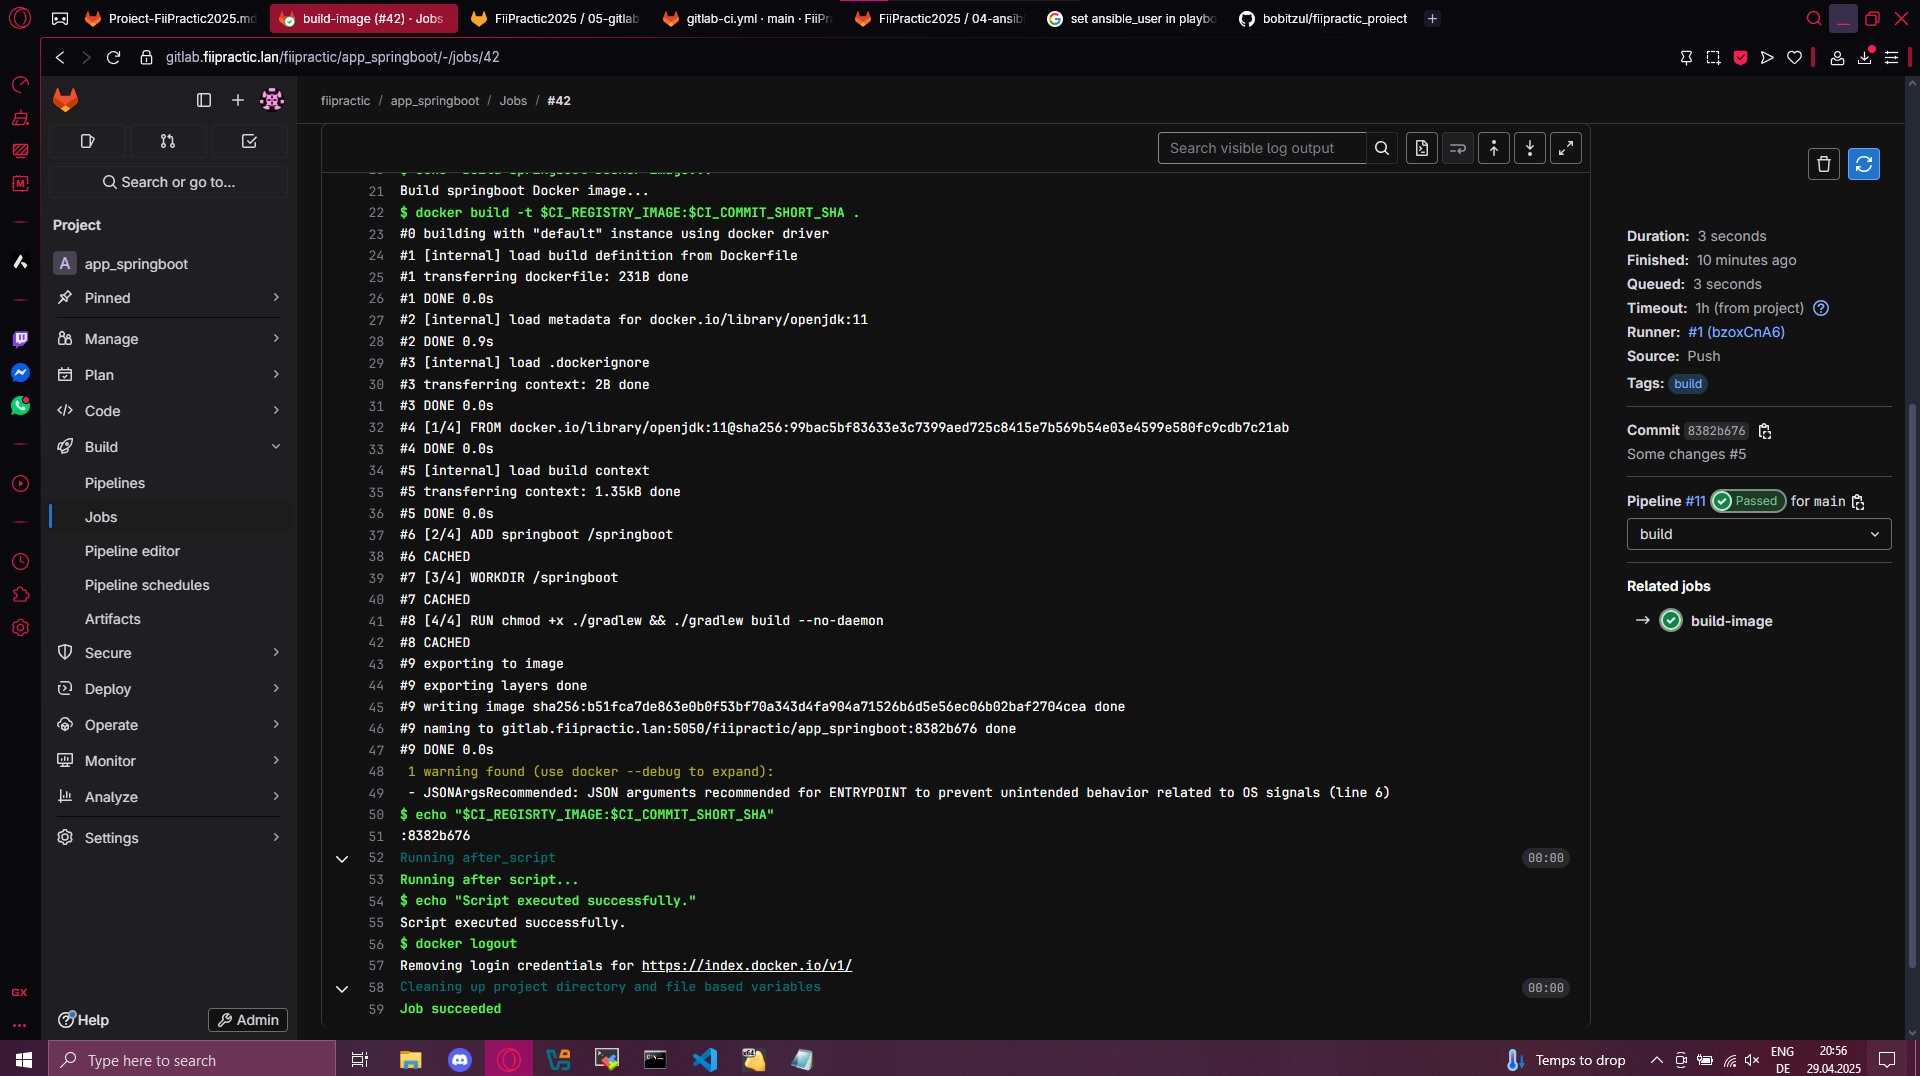 Project-FiiPractic2025.md
build-image (#42) · Jobs
FiiPractic2025 / 05-gitlab
gitlab-ci.yml · main · FiiPra
FiiPractic2025 / 04-ansib
set ansible_user in playbo
bobitzul/fiipractic_project
gitlab.fiipractic.lan/fiipractic/app_springboot/-/jobs/42
fiipractic / app_springboot / Jobs / #42
Search or go to...
Project
A app_springboot
Pinned
Manage
Plan
Code
Build
Pipelines
Jobs
Pipeline editor
Pipeline schedules
Artifacts
Secure
Deploy
Operate
Monitor
Analyze
Settings
Help
Admin
GX
Search visible log output
21 Build springboot Docker image...
22 $ docker build -t $CI_REGISTRY_IMAGE:$CI_COMMIT_SHORT_SHA .
23 #0 building with "default" instance using docker driver
24 #1 [internal] load build definition from Dockerfile
25 #1 transferring dockerfile: 231B done
26 #1 DONE 0.0s
27 #2 [internal] load metadata for docker.io/library/openjdk:11
28 #2 DONE 0.9s
29 #3 [internal] load .dockerignore
30 #3 transferring context: 2B done
31 #3 DONE 0.0s
32 #4 [1/4] FROM docker.io/library/openjdk:11@sha256:99bac5bf83633e3c7399aed725c8415e7b569b54e03e4599e580fc9cdb7c21ab
33 #4 DONE 0.0s
34 #5 [internal] load build context
35 #5 transferring context: 1.35kB done
36 #5 DONE 0.0s
37 #6 [2/4] ADD springboot /springboot
38 #6 CACHED
39 #7 [3/4] WORKDIR /springboot
40 #7 CACHED
41 #8 [4/4] RUN chmod +x ./gradlew && ./gradlew build --no-daemon
42 #8 CACHED
43 #9 exporting to image
44 #9 exporting layers done
45 #9 writing image sha256:b51fca7de863e0b0f53bf70a343d4fa904a71526b6d5e56ec06b02baf2704cea done
46 #9 naming to gitlab.fiipractic.lan:5050/fiipractic/app_springboot:8382b676 done
47 #9 DONE 0.0s
48 1 warning found (use docker --debug to expand):
49 - JSONArgsRecommended: JSON arguments recommended for ENTRYPOINT to prevent unintended behavior related to OS signals (line 6)
50 $ echo "$CI_REGISRTY_IMAGE:$CI_COMMIT_SHORT_SHA"
51 :8382b676
52 Running after_script 00:00
53 Running after script...
54 $ echo "Script executed successfully."
55 Script executed successfully.
56 $ docker logout
57 Removing login credentials for https://index.docker.io/v1/
58 Cleaning up project directory and file based variables 00:00
59 Job succeeded
Duration: 3 seconds
Finished: 10 minutes ago
Queued: 3 seconds
Timeout: 1h (from project)
Runner: #1 (bzoxCnA6)
Source: Push
Tags: build
Commit 8382b676
Some changes #5
Pipeline #11 Passed for main
build
Related jobs
→ build-image
Type here to search
Temps to drop
ENG
DE
20:56
29.04.2025